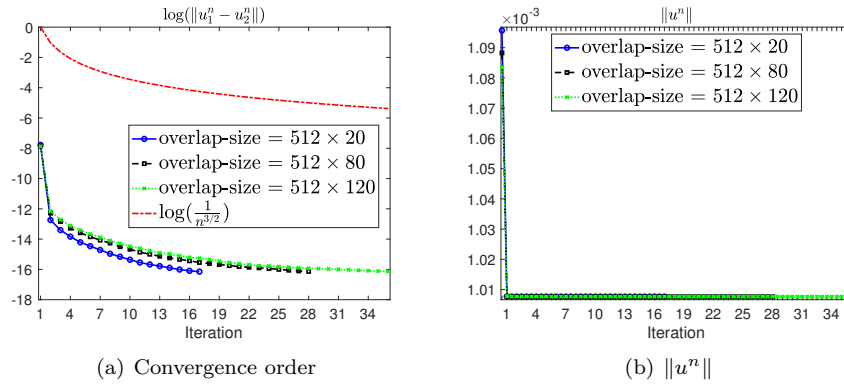 log(‖u₁ⁿ − u₂ⁿ‖)
0
-2
-4
-6
-8
-10
-12
-14
-16
-18
overlap-size = 512 × 20
overlap-size = 512 × 80
overlap-size = 512 × 120
log(1/n^{3/2})
1 4 7 10 13 16 19 22 25 28 31 34
Iteration
(a) Convergence order
‖uⁿ‖
×10⁻³
1.09
1.08
1.07
1.06
1.05
1.04
1.03
1.02
1.01
overlap-size = 512 × 20
overlap-size = 512 × 80
overlap-size = 512 × 120
1 4 7 10 13 16 19 22 25 28 31 34
Iteration
(b) ‖uⁿ‖